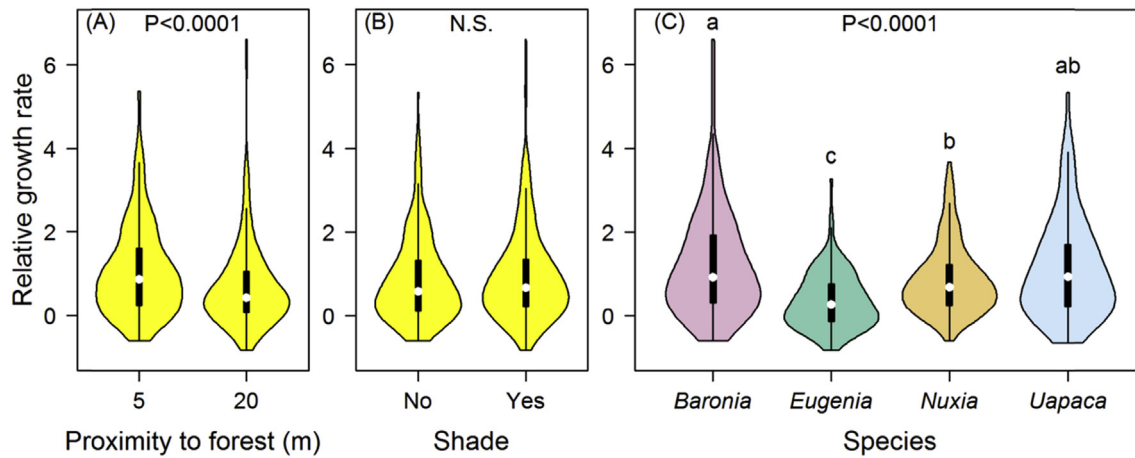 (A) P<0.0001
(B) N.S.
(C) P<0.0001
a
c
b
ab
Relative growth rate
6
4
2
0
6
4
2
0
6
4
2
0
5 20
No Yes
Baronia Eugenia Nuxia Uapaca
Proximity to forest (m)
Shade
Species